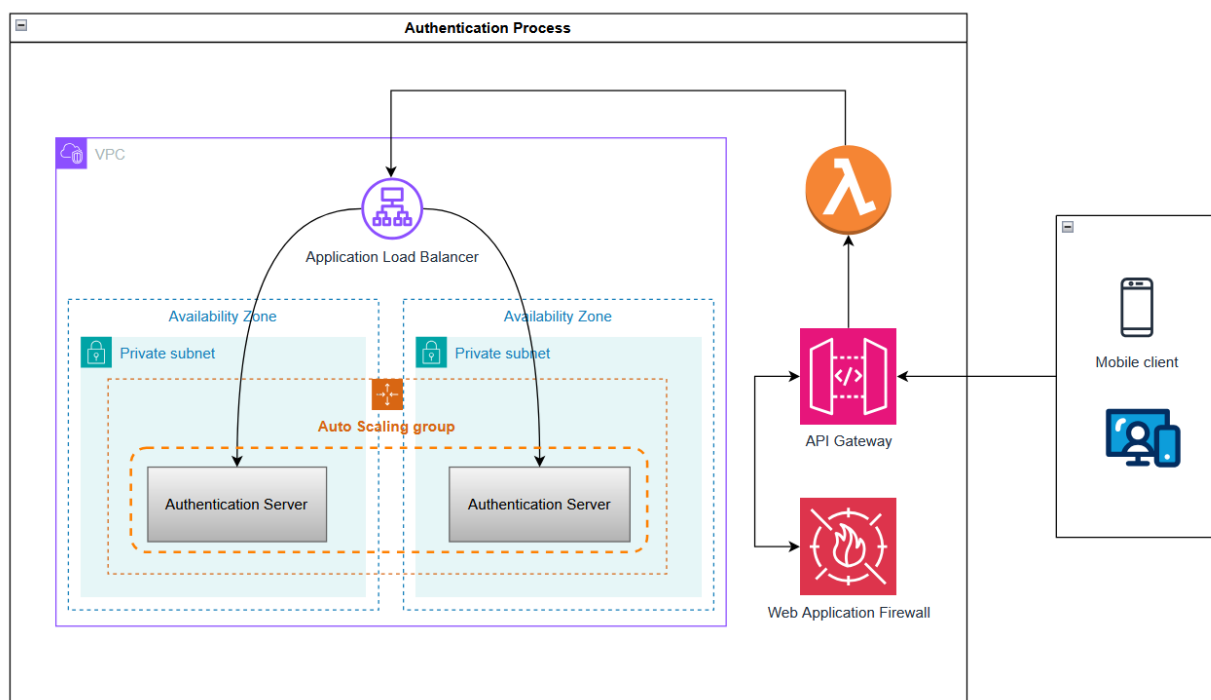 Authentication Process
VPC
Application Load Balancer
Availability Zone
Availability Zone
Private subnet
Private subnet
Auto Scaling group
Authentication Server
Authentication Server
API Gateway
Web Application Firewall
Mobile client